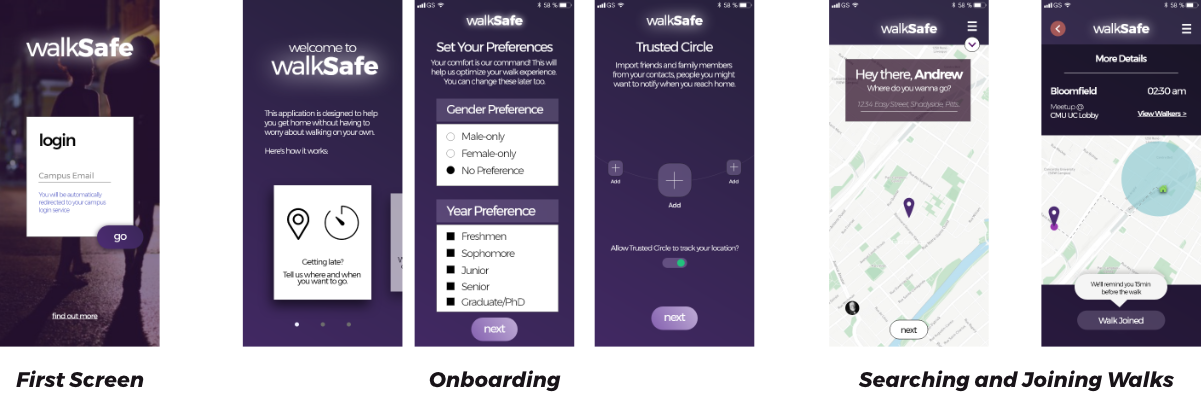 walkSafe
login
Campus Email
You will be automatically
redirected to your campus
login service
go
find out more
First Screen
welcome to
walkSafe
This application is designed to help
you get home without having to
worry about walking on your own.
Here's how it works:
Getting late?
Tell us where and when
you want to go.
GS 58 %
walkSafe
Set Your Preferences
Your comfort is our command! This will
help us optimize your walk experience.
You can change these later too.
Gender Preference
Male-only
Female-only
No Preference
Year Preference
Freshmen
Sophomore
Junior
Senior
Graduate/PhD
next
GS 58 %
walkSafe
Trusted Circle
Import friends and family members
from your contacts, people you might
want to notify when you reach home.
Add
Add
Add
Allow Trusted Circle to track your location?
next
Onboarding
GS 58 %
walkSafe
Hey there, Andrew
Where do you wanna go?
1234 Easy Street, Shadyside, Pitts.
next
GS 58 %
walkSafe
More Details
Bloomfield 02:30 am
Meetup @
CMU UC Lobby View Walkers >
We'll remind you 15min
before the walk
Walk Joined
Searching and Joining Walks